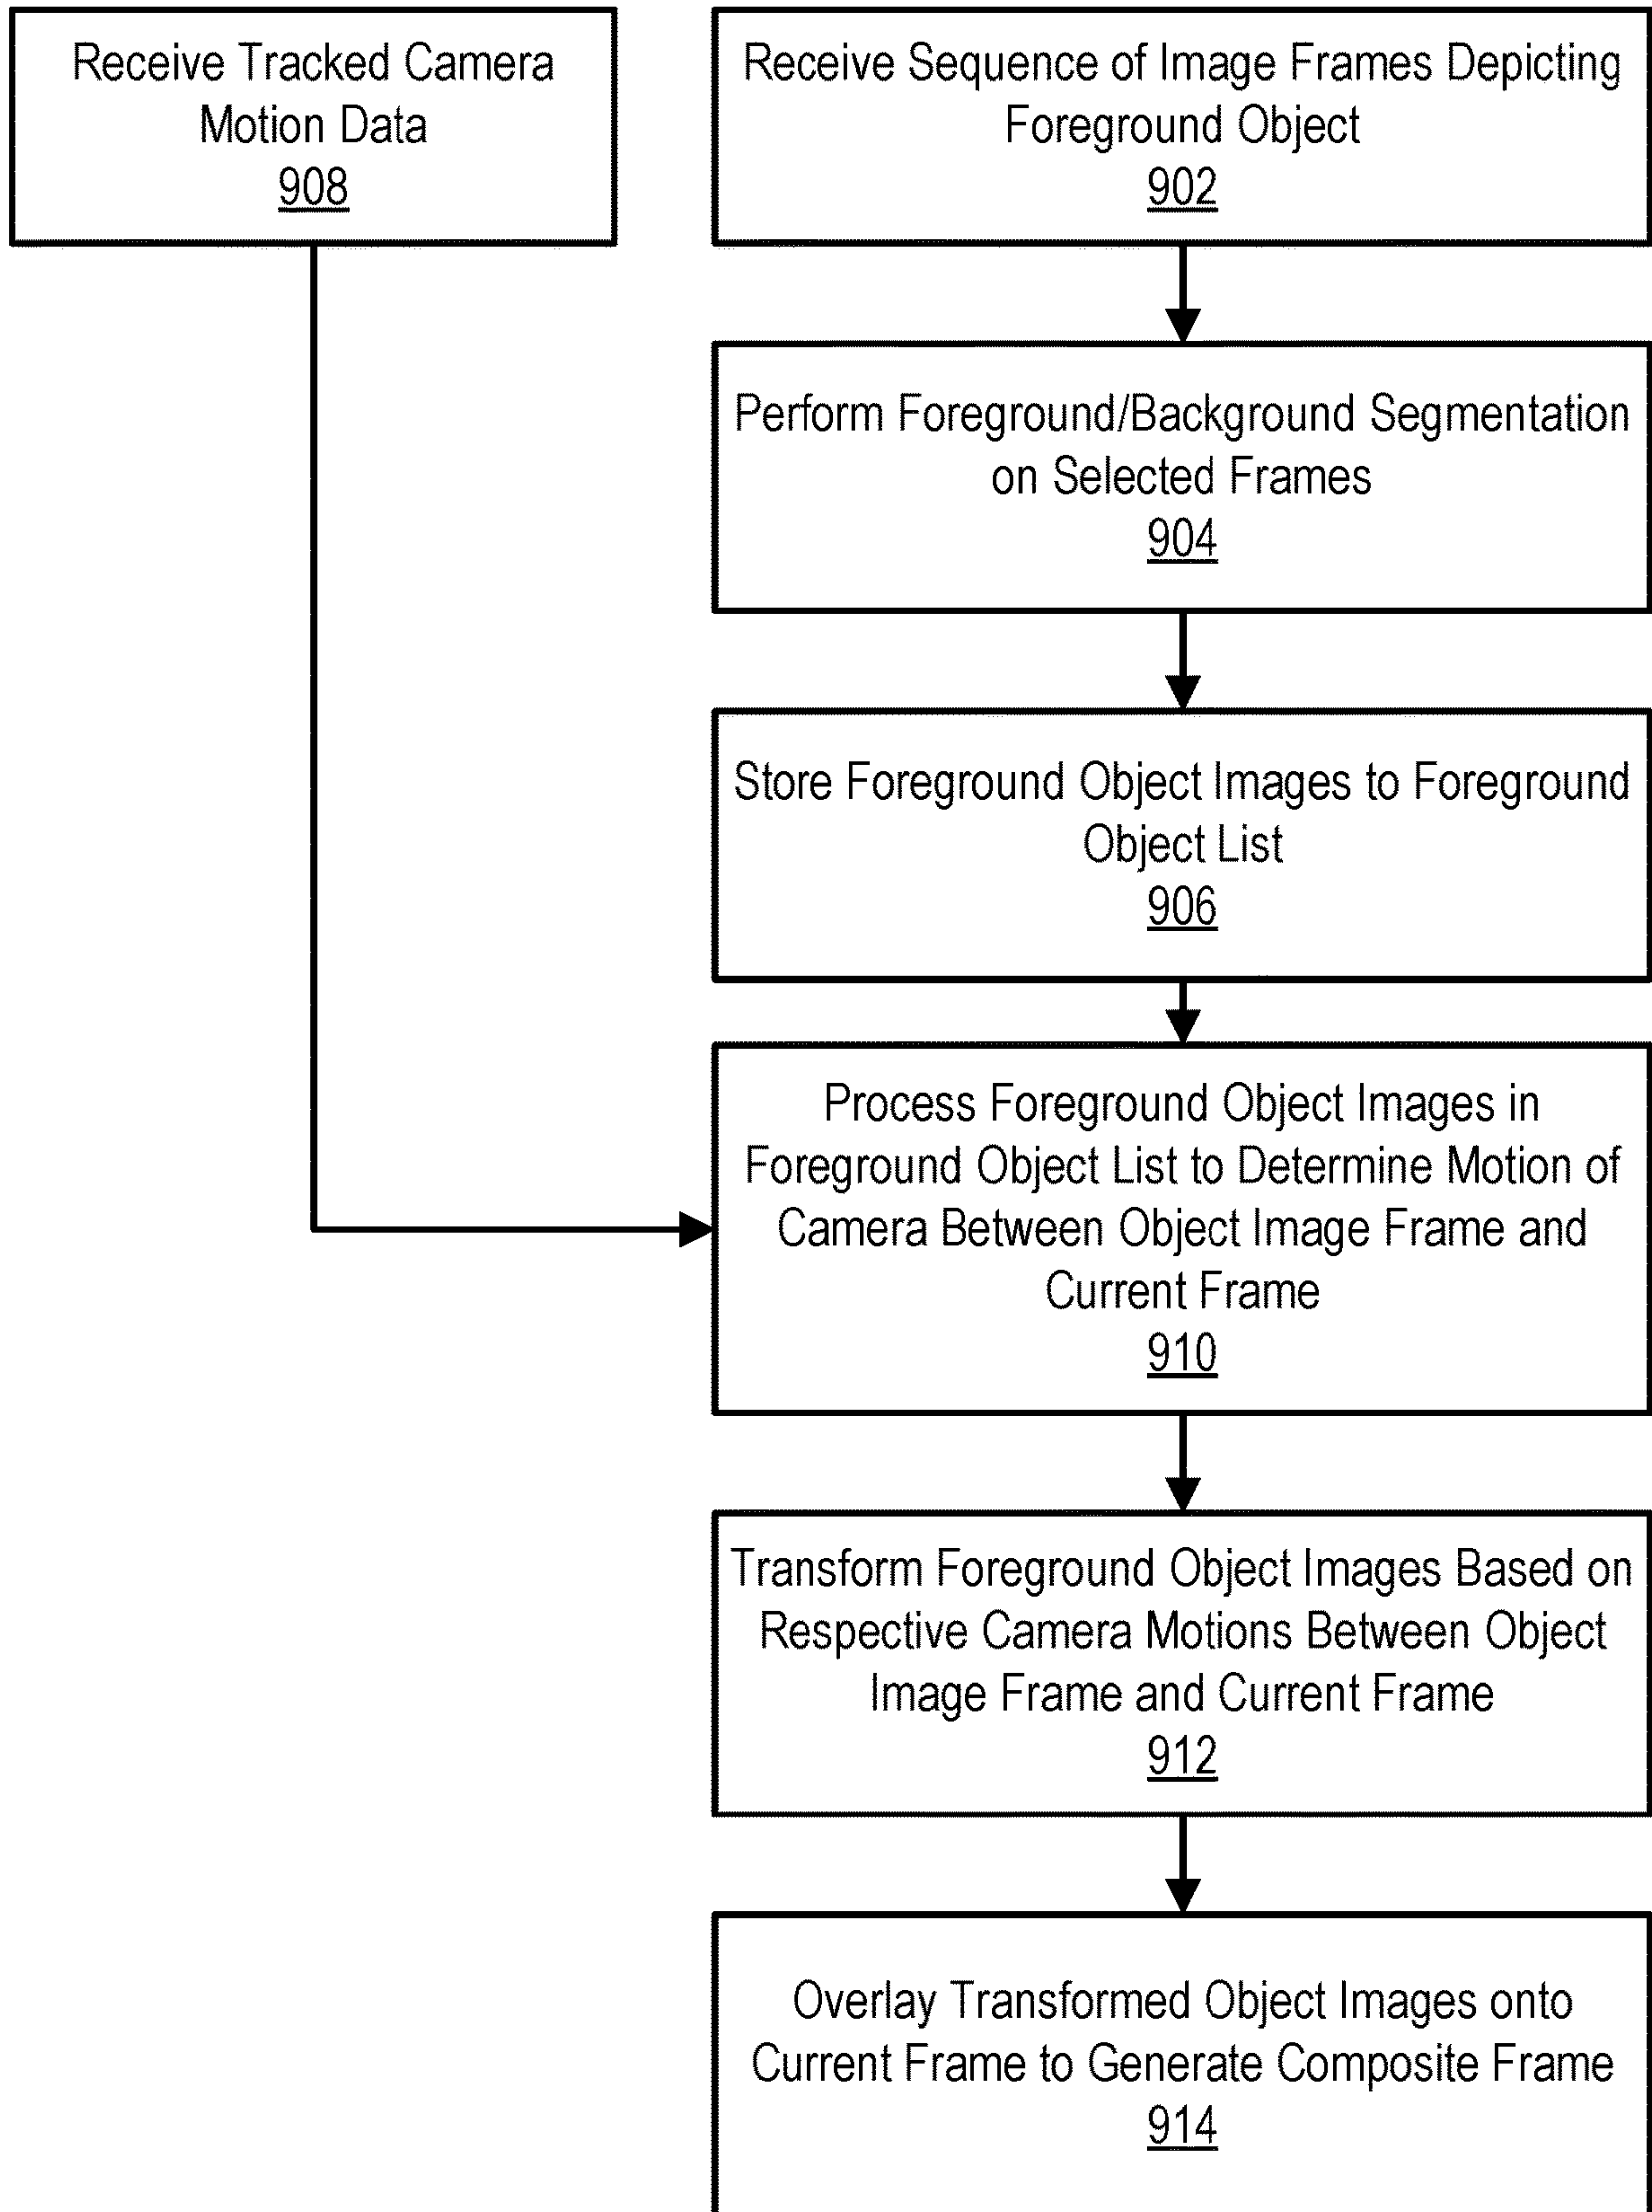 Receive Tracked Camera
Motion Data
908
Receive Sequence of Image Frames Depicting
Foreground Object
902
Perform Foreground/Background Segmentation
on Selected Frames
904
Store Foreground Object Images to Foreground
Object List
906
Process Foreground Object Images in
Foreground Object List to Determine Motion of
Camera Between Object Image Frame and
Current Frame
910
Transform Foreground Object Images Based on
Respective Camera Motions Between Object
Image Frame and Current Frame
912
Overlay Transformed Object Images onto
Current Frame to Generate Composite Frame
914